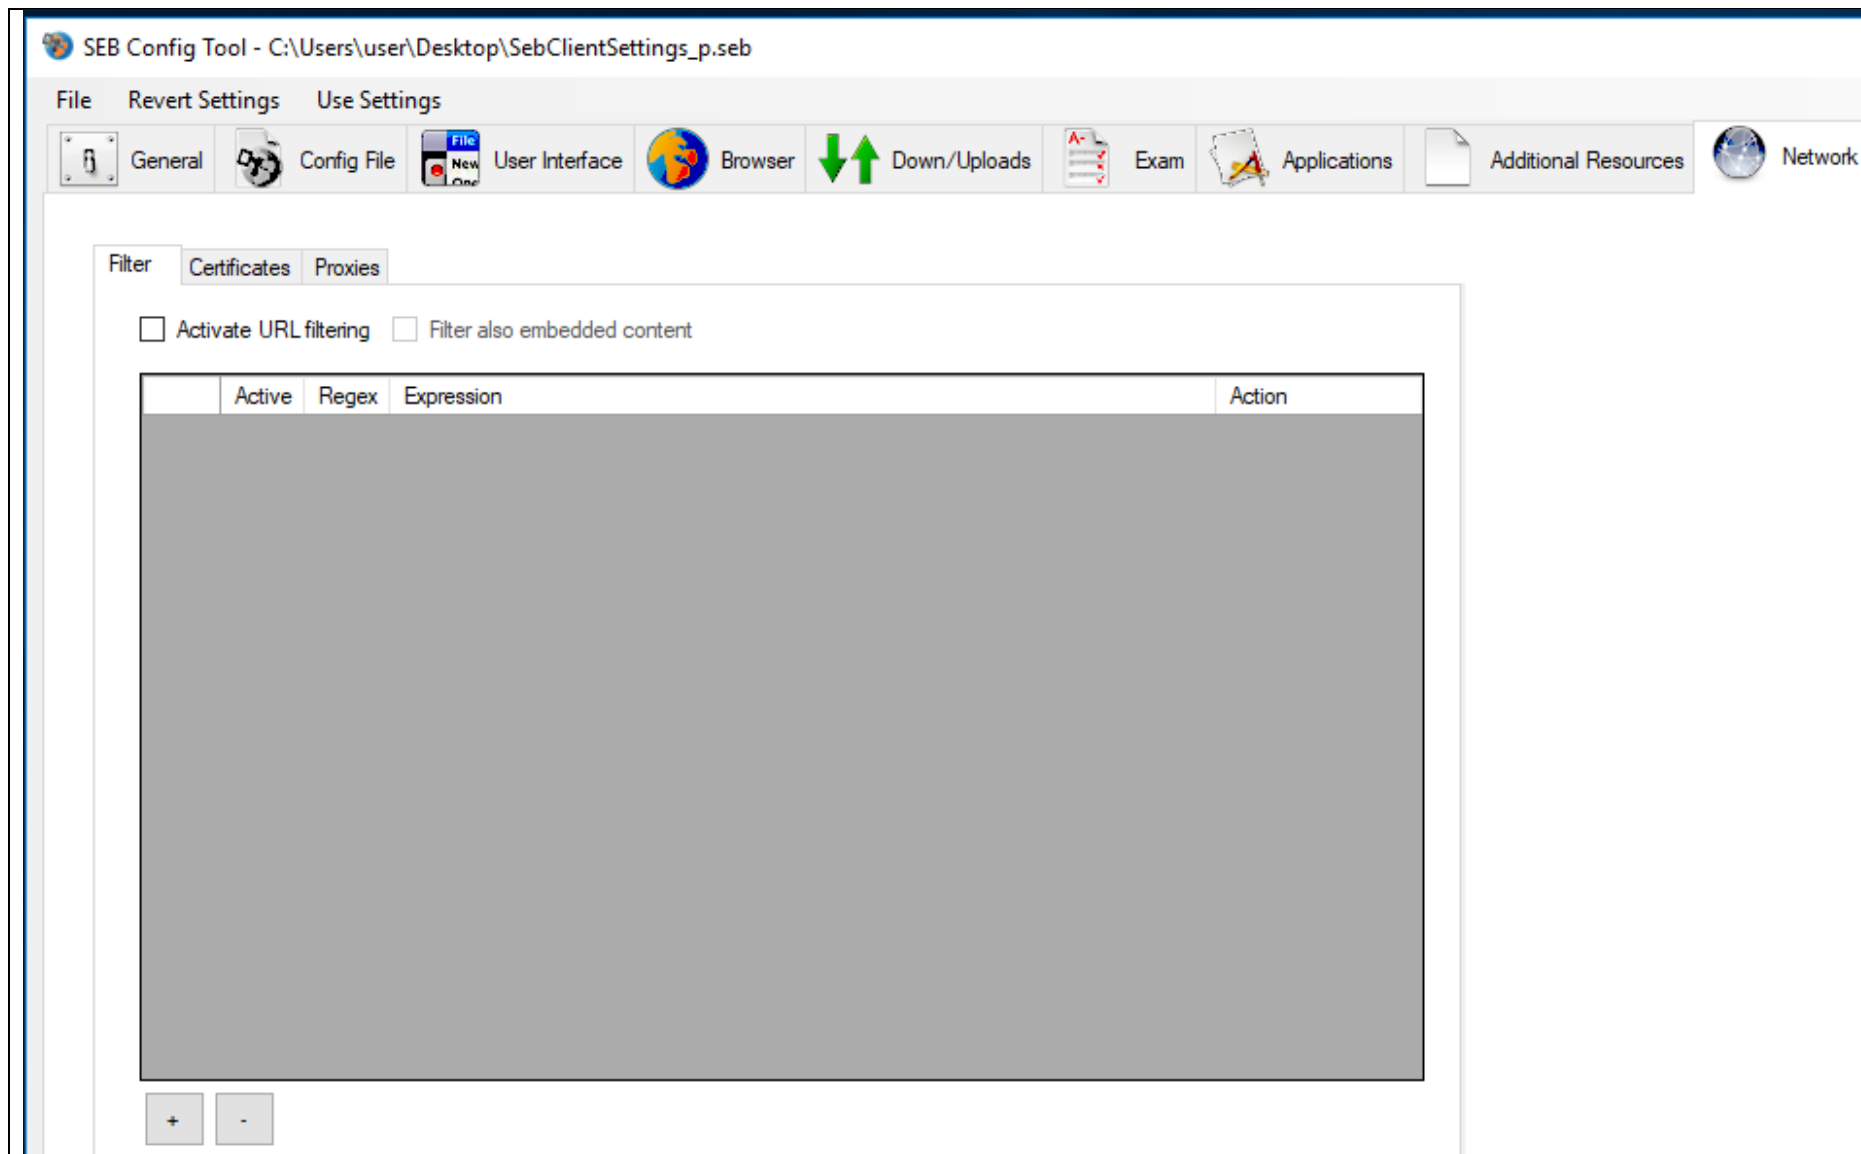 SEB Config Tool - C:\Users\user\Desktop\SebClientSettings_p.seb
File Revert Settings Use Settings
General Config File File New One User Interface Browser Down/Uploads A- Exam Applications Additional Resources Network
Filter Certificates Proxies
Activate URL filtering Filter also embedded content
Active Regex Expression Action
+ -